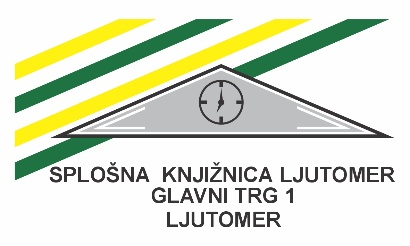 SPLOŠNA KNJIŽNICA LJUTOMER
GLAVNI TRG 1
LJUTOMER